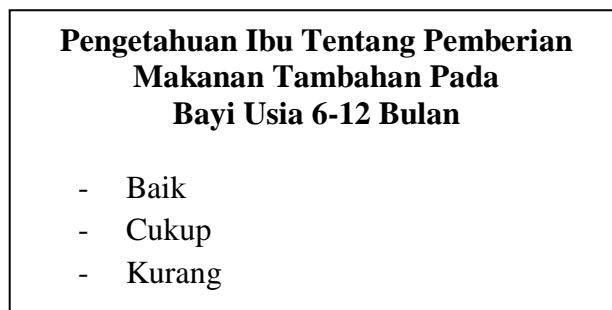 Pengetahuan Ibu Tentang Pemberian
Makanan Tambahan Pada
Bayi Usia 6-12 Bulan
- Baik
- Cukup
- Kurang